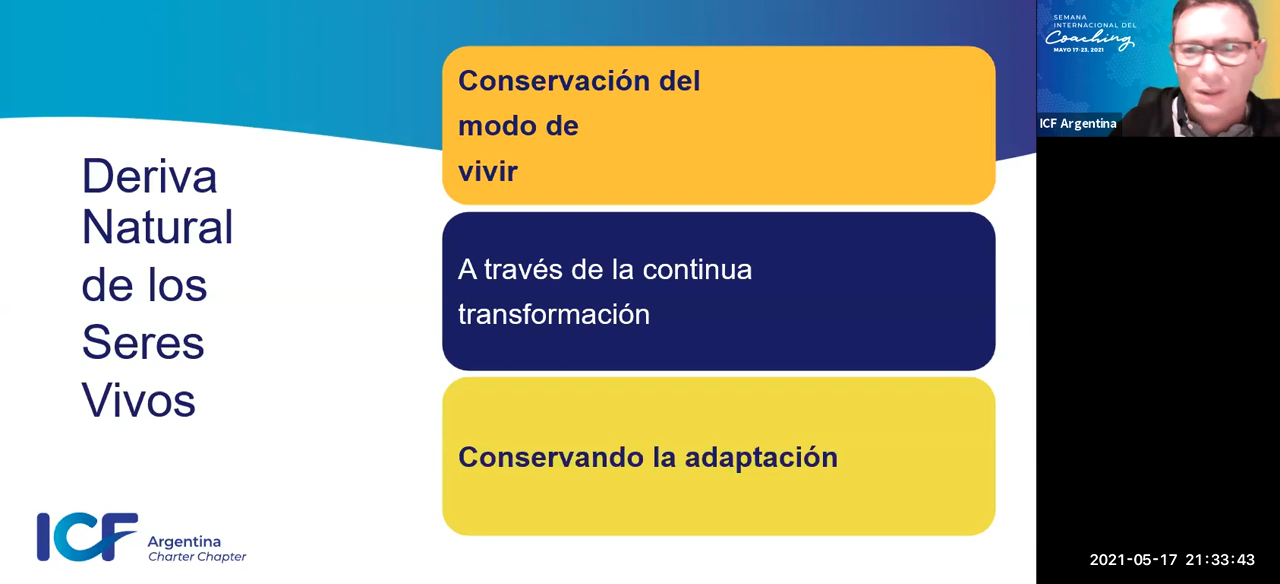 Deriva
Natural
de los
Seres
Vivos
Conservación del
modo de
vivir
A través de la continua
transformación
Conservando la adaptación
ICF
Argentina
Charter Chapter
SEMANA
INTERNACIONAL DEL
Coaching
MAYO 17-23, 2021
ICF Argentina
2021-05-17 21:33:43